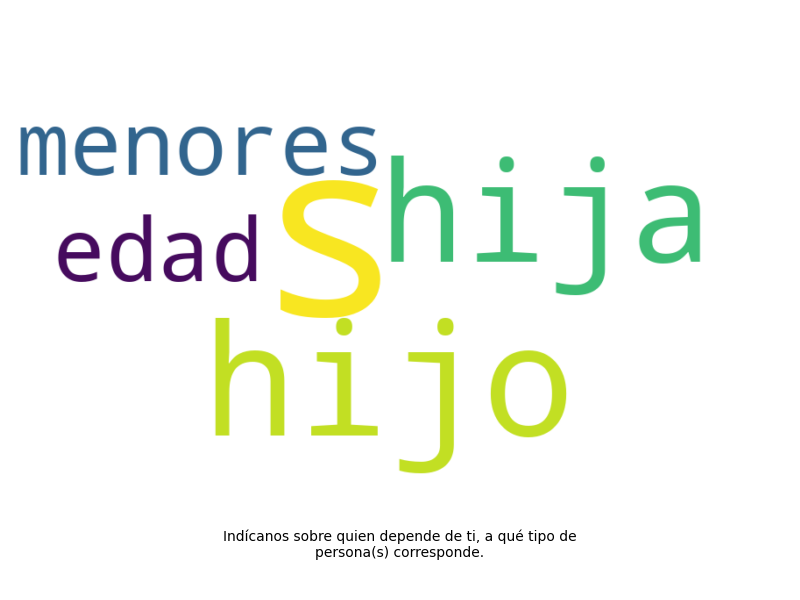 menores
s hija
edad
hijo
Indícanos sobre quien depende de ti, a qué tipo de
persona(s) corresponde.